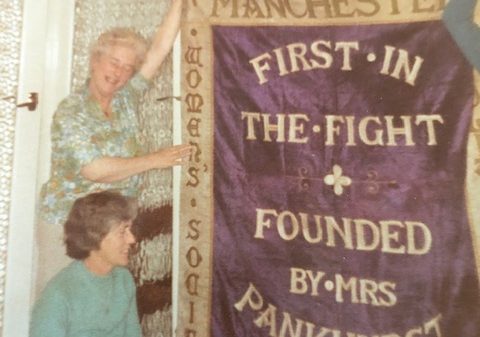 MANCHESTER
WOMEN'S · SOCI
FIRST · IN
THE · FIGHT
FOUNDED
BY · MRS
PANKHURST